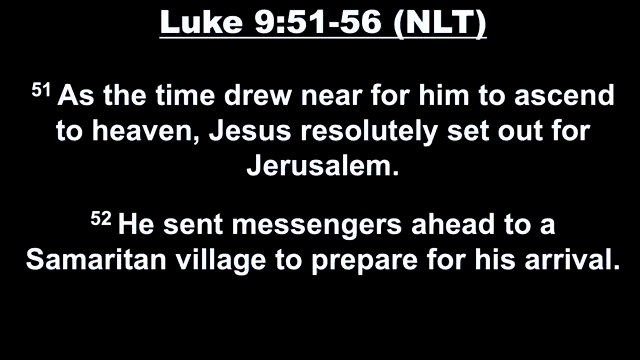 Luke 9:51-56 (NLT)
51 As the time drew near for him to ascend
to heaven, Jesus resolutely set out for
Jerusalem.
52 He sent messengers ahead to a
Samaritan village to prepare for his arrival.